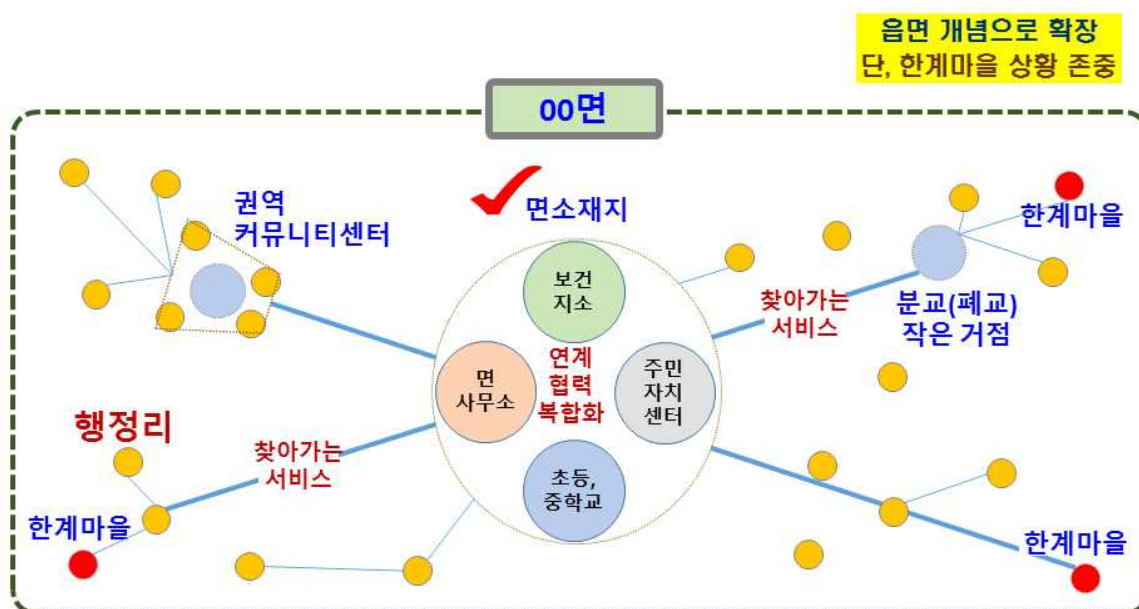 읍면 개념으로 확장
단, 한계마을 상황 존중
00면
권역
커뮤니티센터
면소재지
한계마을
보건
지소
찾아가는
서비스
분교(폐교)
작은 거점
면
사무소
연계
협력
복합화
주민
자치
센터
행정리
찾아가는
서비스
초등,
중학교
한계마을
한계마을